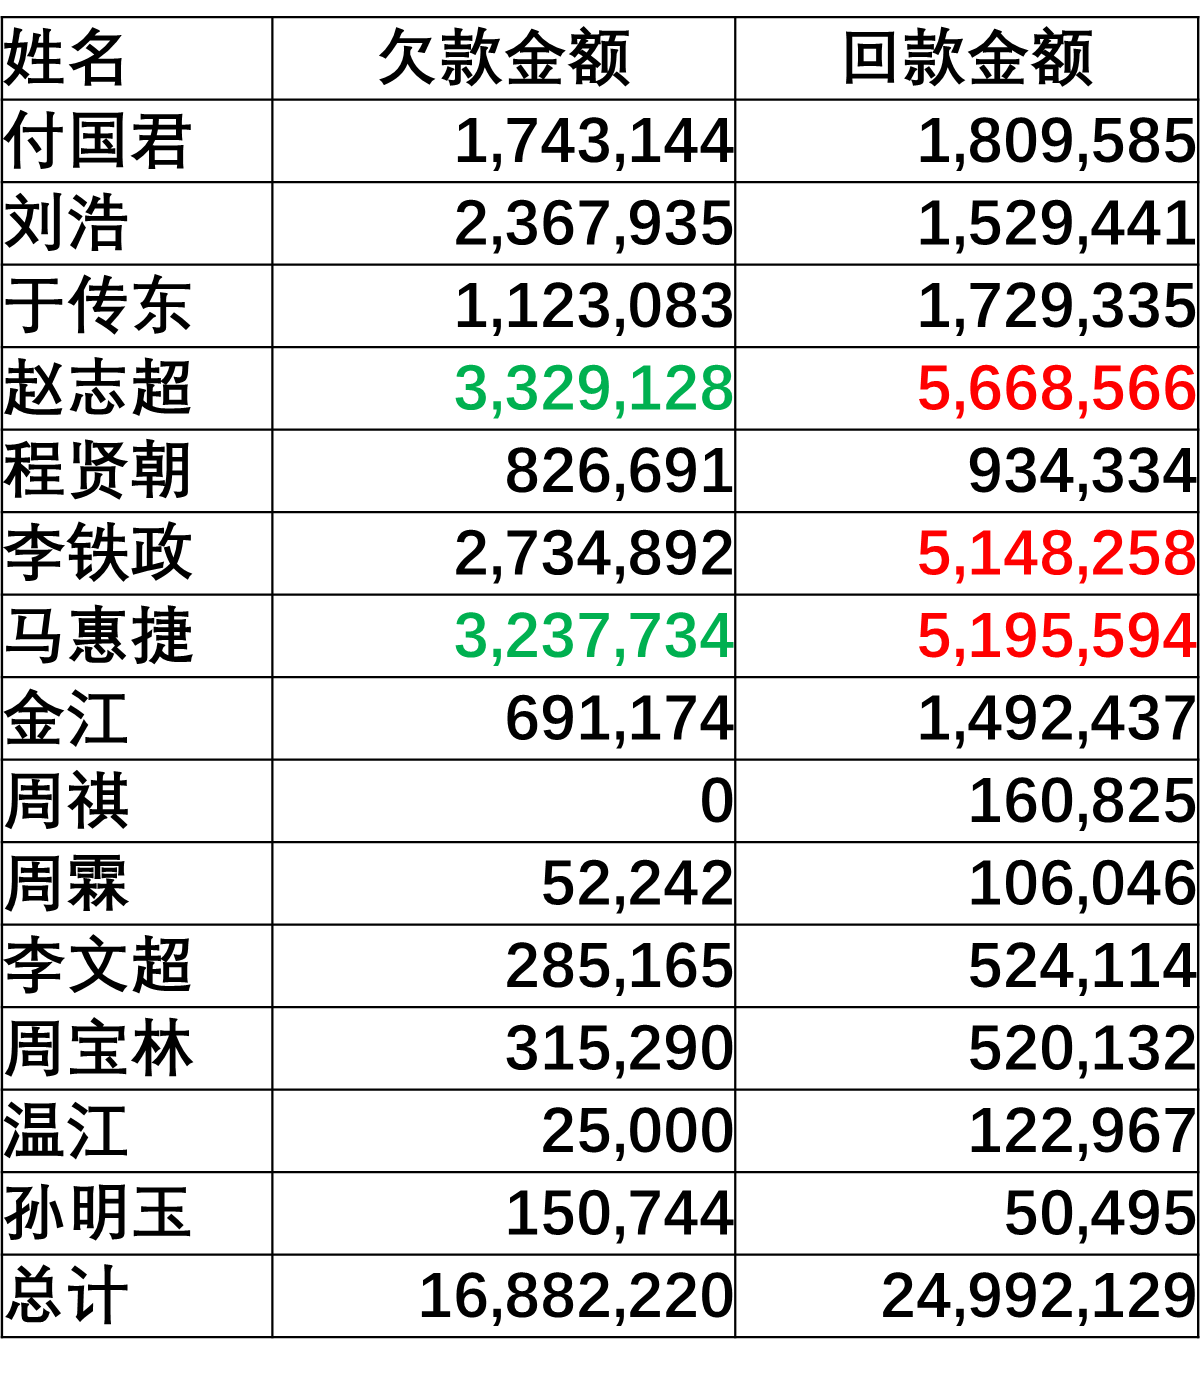 姓名 欠款金额 回款金额
付国君 1,743,144 1,809,585
刘浩 2,367,935 1,529,441
于传东 1,123,083 1,729,335
赵志超 3,329,128 5,668,566
程贤朝 826,691 934,334
李铁政 2,734,892 5,148,258
马惠捷 3,237,734 5,195,594
金江 691,174 1,492,437
周祺 0 160,825
周霖 52,242 106,046
李文超 285,165 524,114
周宝林 315,290 520,132
温江 25,000 122,967
孙明玉 150,744 50,495
总计 16,882,220 24,992,129